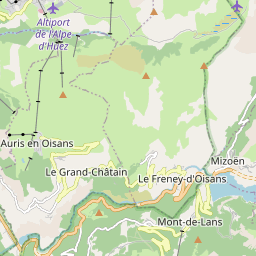 Altiport
de l'Alpe
d'Huez
Auris en Oisans
Mizoën
Le Grand-Châtain
Le Freney-d'Oisans
Mont-de-Lans